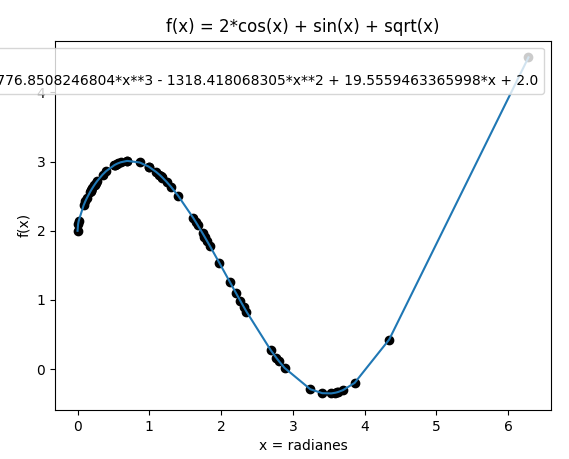 f(x) = 2*cos(x) + sin(x) + sqrt(x)
776.8508246804*x**3 - 1318.418068305*x**2 + 19.5559463365998*x + 2.0
4
3
2
1
0
f(x)
0 1 2 3 4 5 6
x = radianes